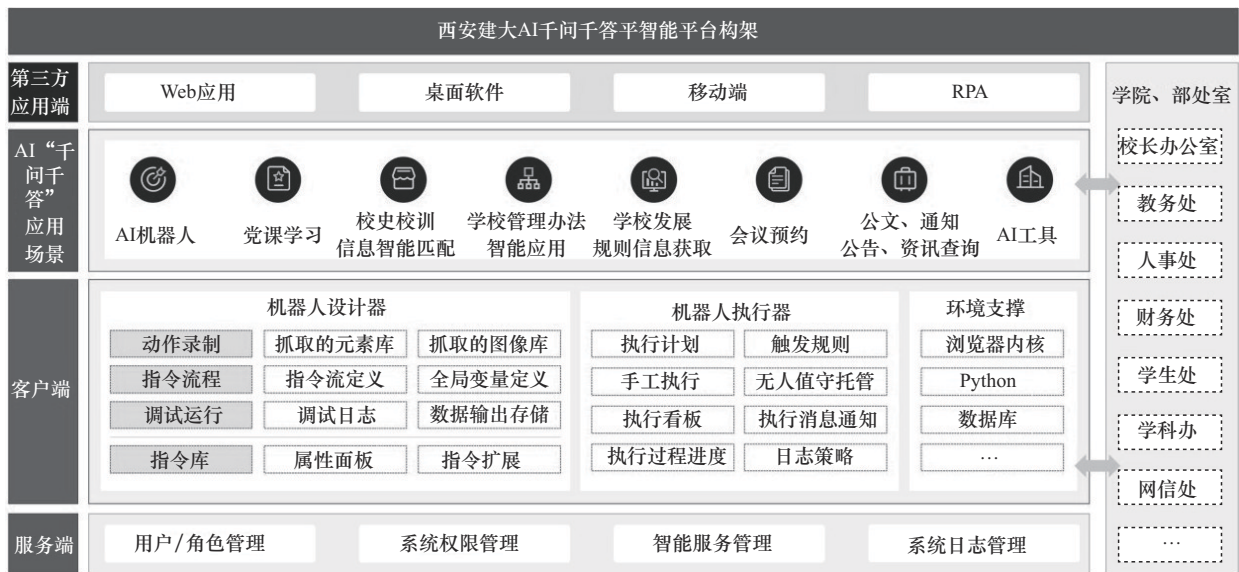 西安建大AI千问千答平智能平台构架
第三方
应用端
Web应用
桌面软件
移动端
RPA
AI“千
问千
答”
应用
场景
AI机器人
党课学习
校史校训
信息智能匹配
学校管理办法
智能应用
学校发展
规则信息获取
会议预约
公文、通知
公告、资讯查询
AI工具
客户端
机器人设计器
动作录制
抓取的元素库
抓取的图像库
指令流程
指令流定义
全局变量定义
调试运行
调试日志
数据输出存储
指令库
属性面板
指令扩展
机器人执行器
执行计划
触发规则
手工执行
无人值守托管
执行看板
执行消息通知
执行过程进度
日志策略
环境支撑
浏览器内核
Python
数据库
…
服务端
用户/角色管理
系统权限管理
智能服务管理
系统日志管理
学院、部处室
校长办公室
教务处
人事处
财务处
学生处
学科办
网信处
…